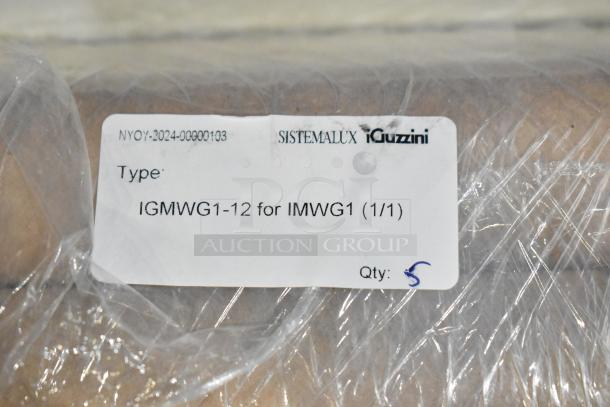 NYOY-2024-00000103 SISTEMALUX iGuzzini
Type:
IGMWG1-12 for IMWG1 (1/1)
PCI
AUCTION GROUP
Qty: 5